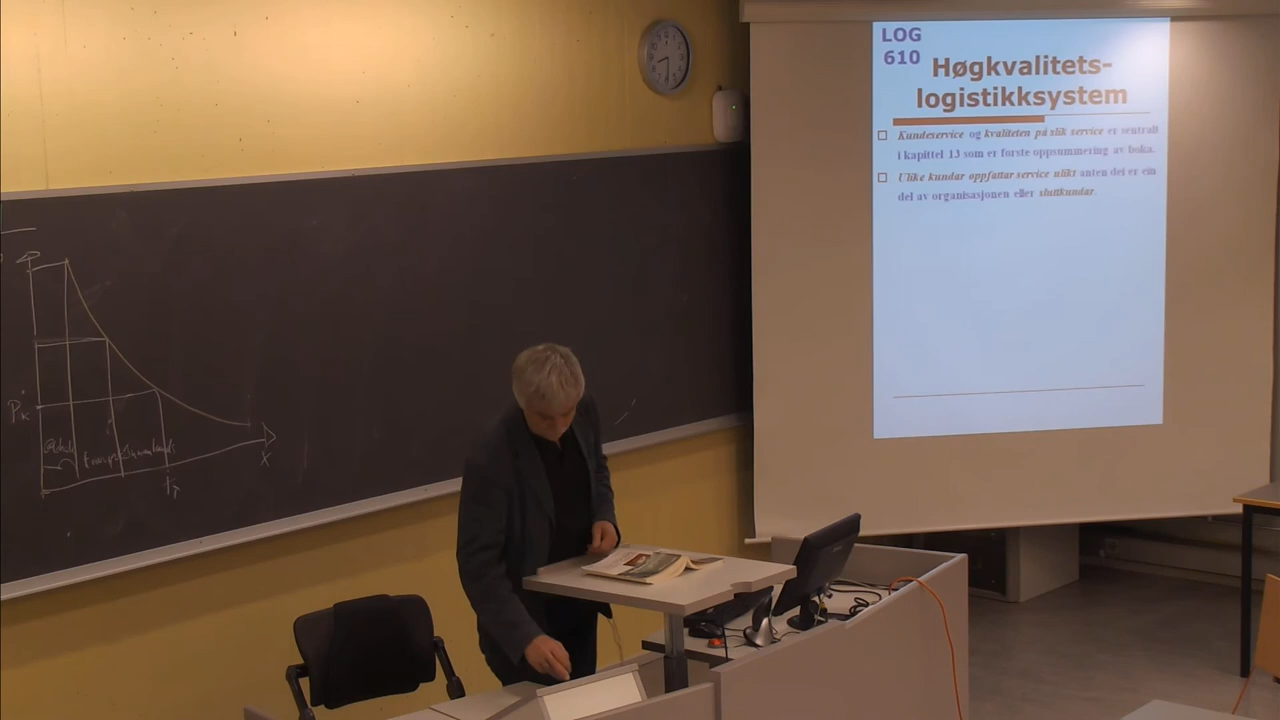 LOG
610
Høgkvalitets-
logistikksystem
Kundeservice og kvaliteten på slik service er sentralt
i kapittel 13 som er første oppsummering av boka.
Ulike kundar oppfattar service ulikt anten dei er ein
del av organisasjonen eller sluttkundar.
P
K
X